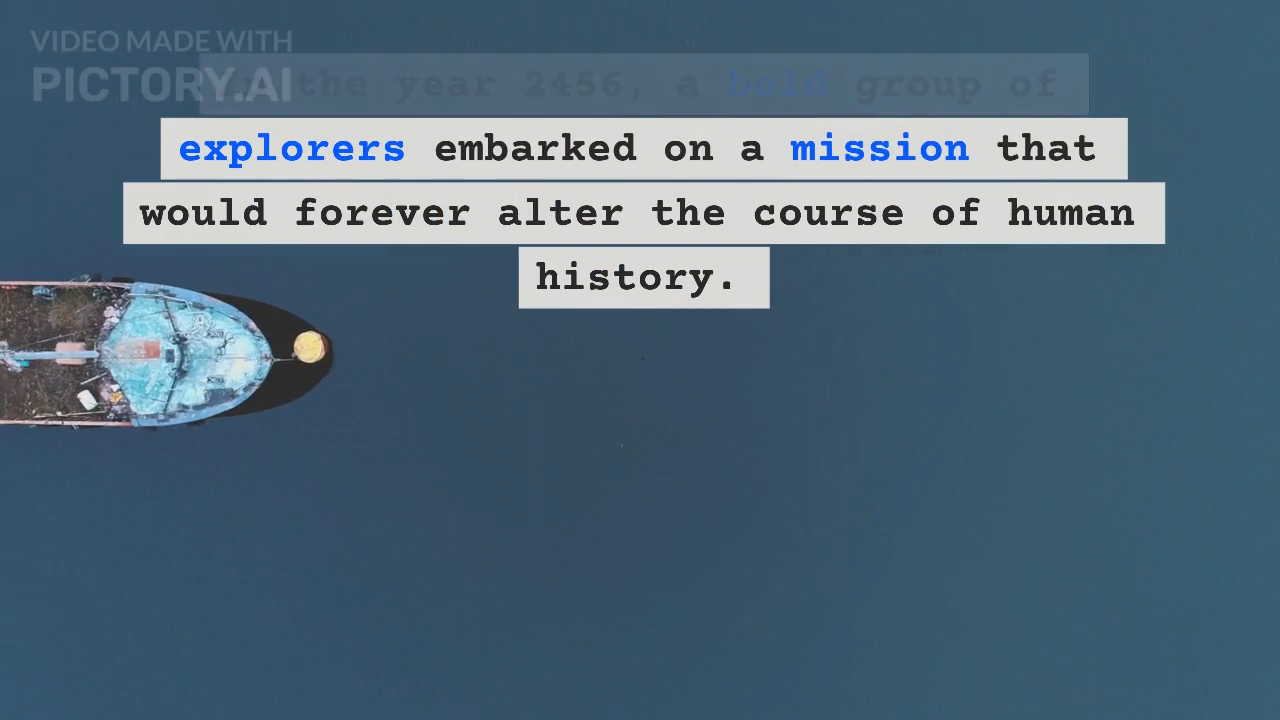 VIDEO MADE WITH
PICTORY.AI
In the year 2456, a bold group of
explorers embarked on a mission that
would forever alter the course of human
history.